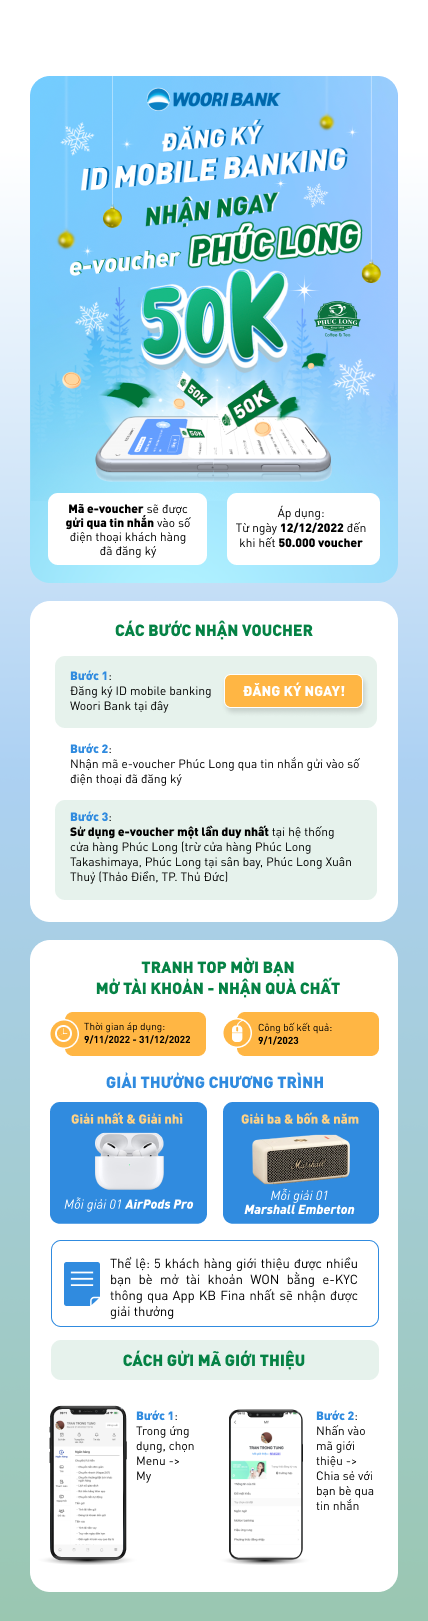 WOORI BANK
ĐĂNG KÝ
ID MOBILE BANKING
NHẬN NGAY
e-voucher PHÚC LONG
50K
PHUC LONG
Coffee & Tea
50K
50K
50K
Mã e-voucher sẽ được
gửi qua tin nhắn vào số
điện thoại khách hàng
đã đăng ký
Áp dụng:
Từ ngày 12/12/2022 đến
khi hết 50.000 voucher
CÁC BƯỚC NHẬN VOUCHER
Bước 1:
Đăng ký ID mobile banking
Woori Bank tại đây
ĐĂNG KÝ NGAY!
Bước 2:
Nhận mã e-voucher Phúc Long qua tin nhắn gửi vào số
điện thoại đã đăng ký
Bước 3:
Sử dụng e-voucher một lần duy nhất tại hệ thống
cửa hàng Phúc Long (trừ cửa hàng Phúc Long
Takashimaya, Phúc Long tại sân bay, Phúc Long Xuân
Thuỷ (Thảo Điền, TP. Thủ Đức)
TRANH TOP MỜI BẠN
MỞ TÀI KHOẢN - NHẬN QUÀ CHẤT
Thời gian áp dụng:
9/11/2022 - 31/12/2022
Công bố kết quả:
9/1/2023
GIẢI THƯỞNG CHƯƠNG TRÌNH
Giải nhất & Giải nhì
Mỗi giải 01 AirPods Pro
Giải ba & bốn & năm
Marshall
Mỗi giải 01
Marshall Emberton
Thể lệ: 5 khách hàng giới thiệu được nhiều
bạn bè mở tài khoản WON bằng e-KYC
thông qua App KB Fina nhất sẽ nhận được
giải thưởng
CÁCH GỬI MÃ GIỚI THIỆU
Bước 1:
Trong ứng
dụng, chọn
Menu ->
My
TRAN TRONG TUNG
Bước 2:
Nhấn vào
mã giới
thiệu ->
Chia sẻ với
bạn bè qua
tin nhắn
TRAN TRONG TUNG